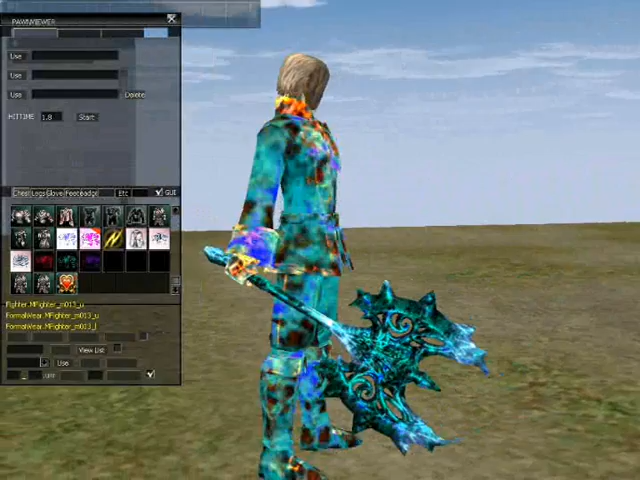 PAWNVIEWER
Use
Use
Use Delete
HITTIME 1.8 Start
Chest Legs Glove Feet Etc GUI
Fighter.MFighter_m013_u
FormalWear.MFighter_m013_u
FormalWear.MFighter_m013_l
View List
Use